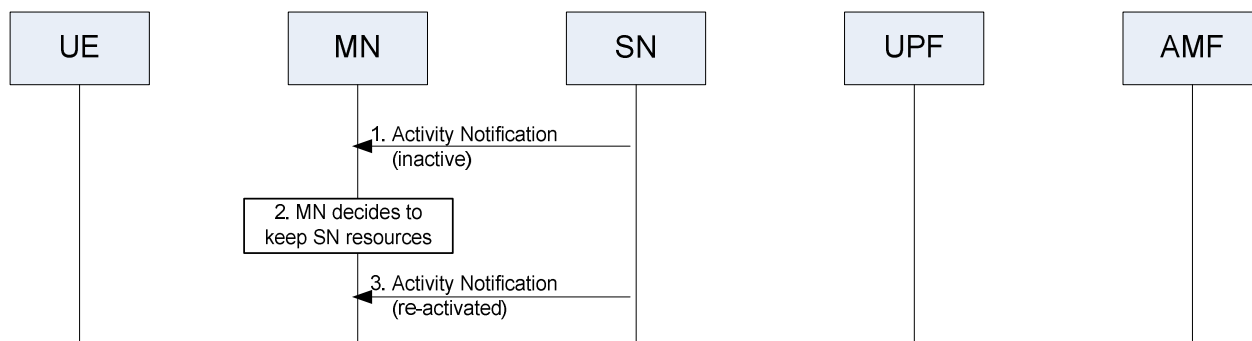 UE
MN
SN
UPF
AMF
1. Activity Notification
(inactive)
2. MN decides to
keep SN resources
3. Activity Notification
(re-activated)